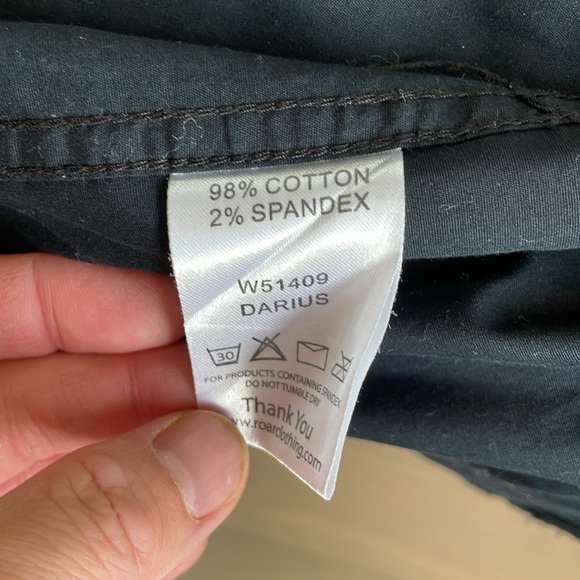 98% COTTON
2% SPANDEX
W51409
DARIUS
30
FOR PRODUCTS CONTAINING SPANDEX
DO NOT TUMBLE DRY
Thank You
www.roarclothing.com